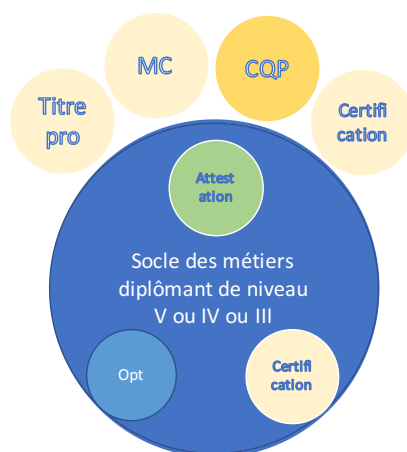 MC
CQP
Titre
pro
Certifi
cation
Attest
ation
Socle des métiers
diplômant de niveau
V ou IV ou III
Opt
Certifi
cation